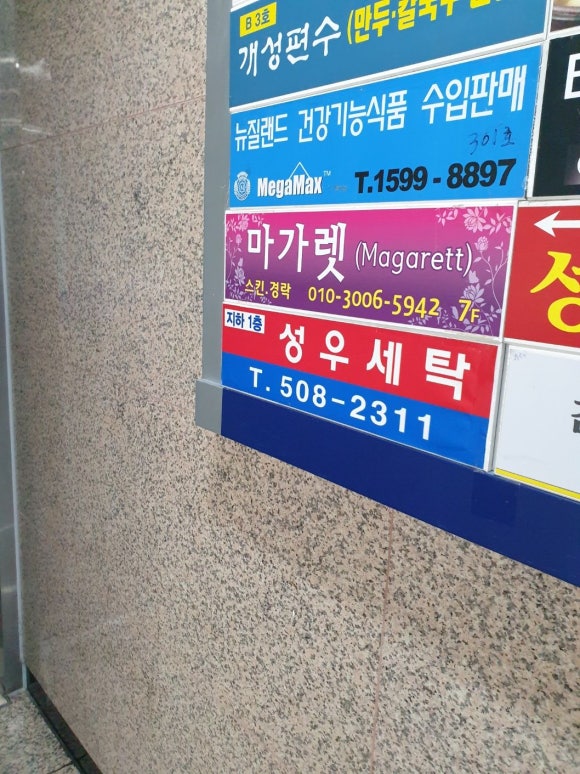 B 3호
개성편수 (만두·칼국수
뉴질랜드 건강기능식품 수입판매
301호
MegaMax™ T.1599-8897
마가렛 (Magarett)
스킨.경락 010-3006-5942 7F
지하 1층
성우세탁
T. 508-2311
성